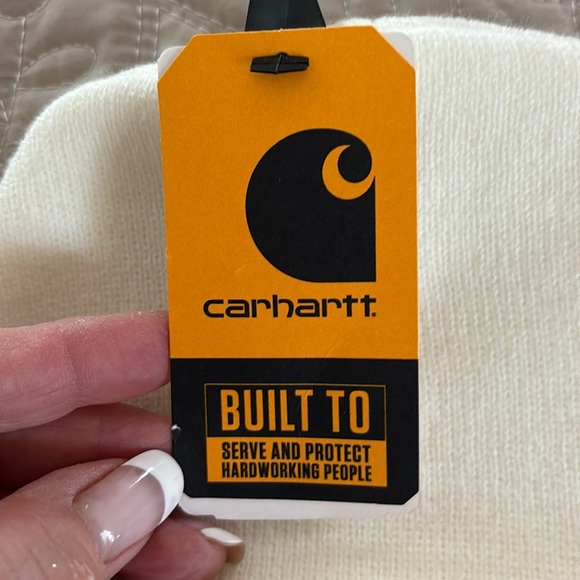 carhartt.
BUILT TO
SERVE AND PROTECT
HARDWORKING PEOPLE